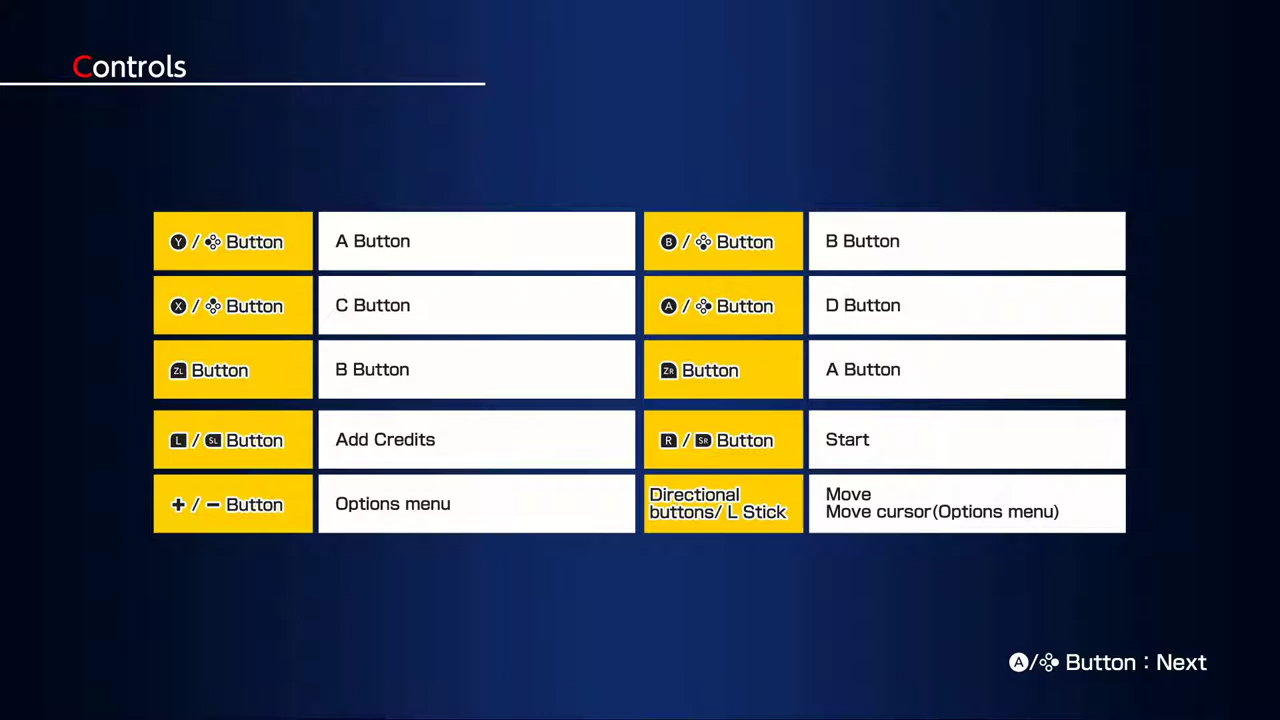 Controls
Y / Button A Button
B / Button B Button
X / Button C Button
A / Button D Button
ZL Button B Button
ZR Button A Button
L / SL Button Add Credits
R / SR Button Start
+ / − Button Options menu
Directional
buttons/ L Stick
Move
Move cursor(Options menu)
A/ Button : Next